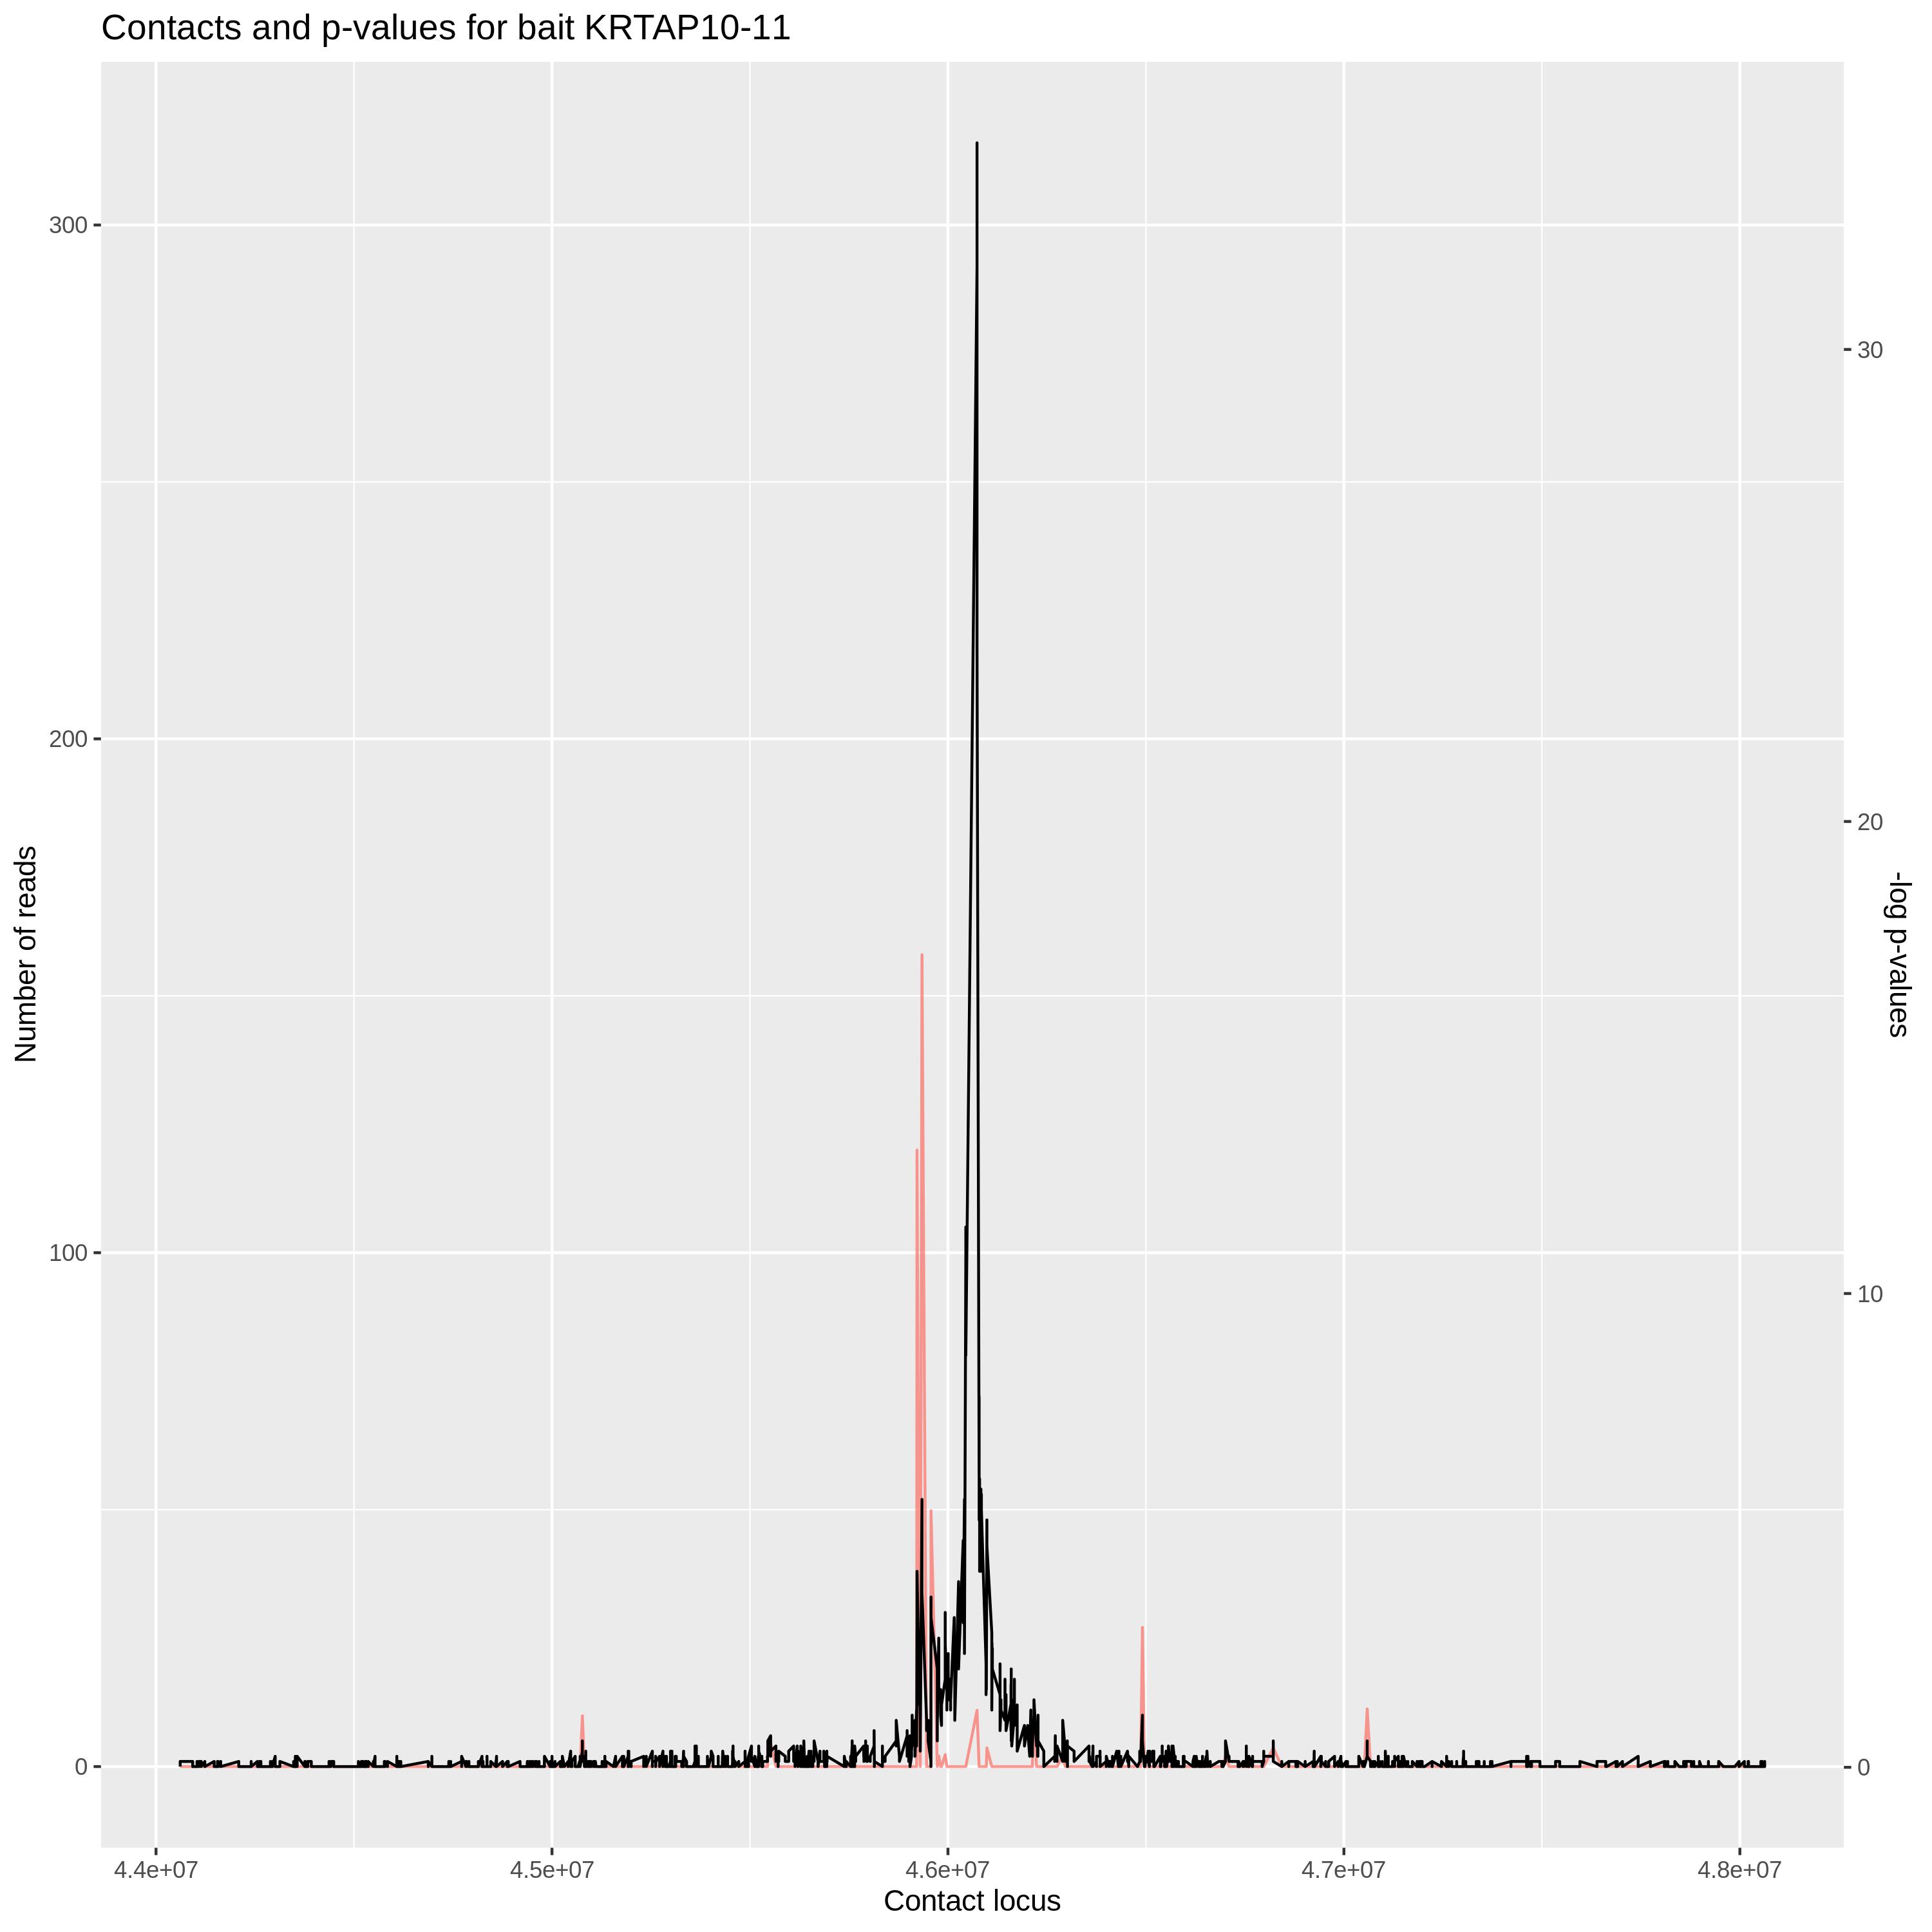 Contacts and p-values for bait KRTAP10-11
300
200
100
0
30
20
10
0
Number of reads
-log p-values
4.4e+07 4.5e+07 4.6e+07 4.7e+07 4.8e+07
Contact locus